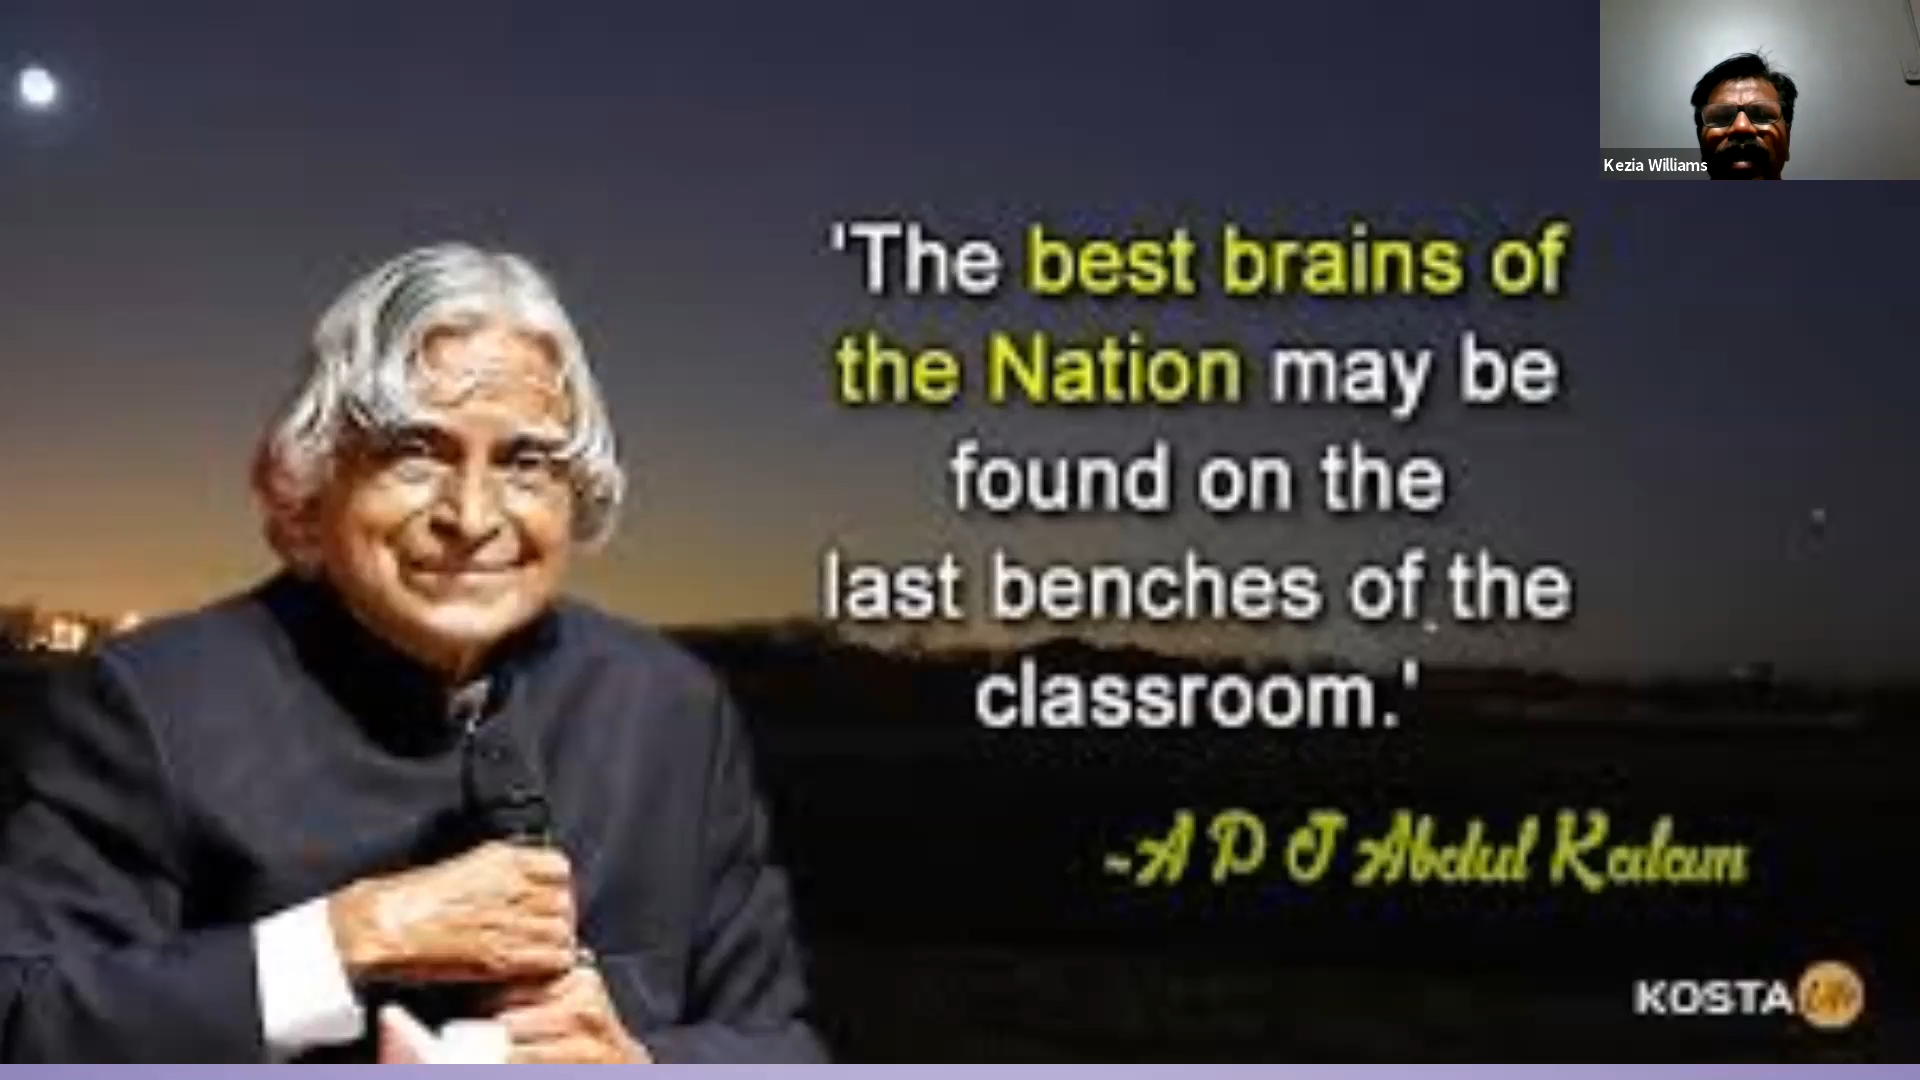 Kezia Williams
'The best brains of
the Nation may be
found on the
last benches of the
classroom.'
~A P J Abdul Kalam
KOSTA